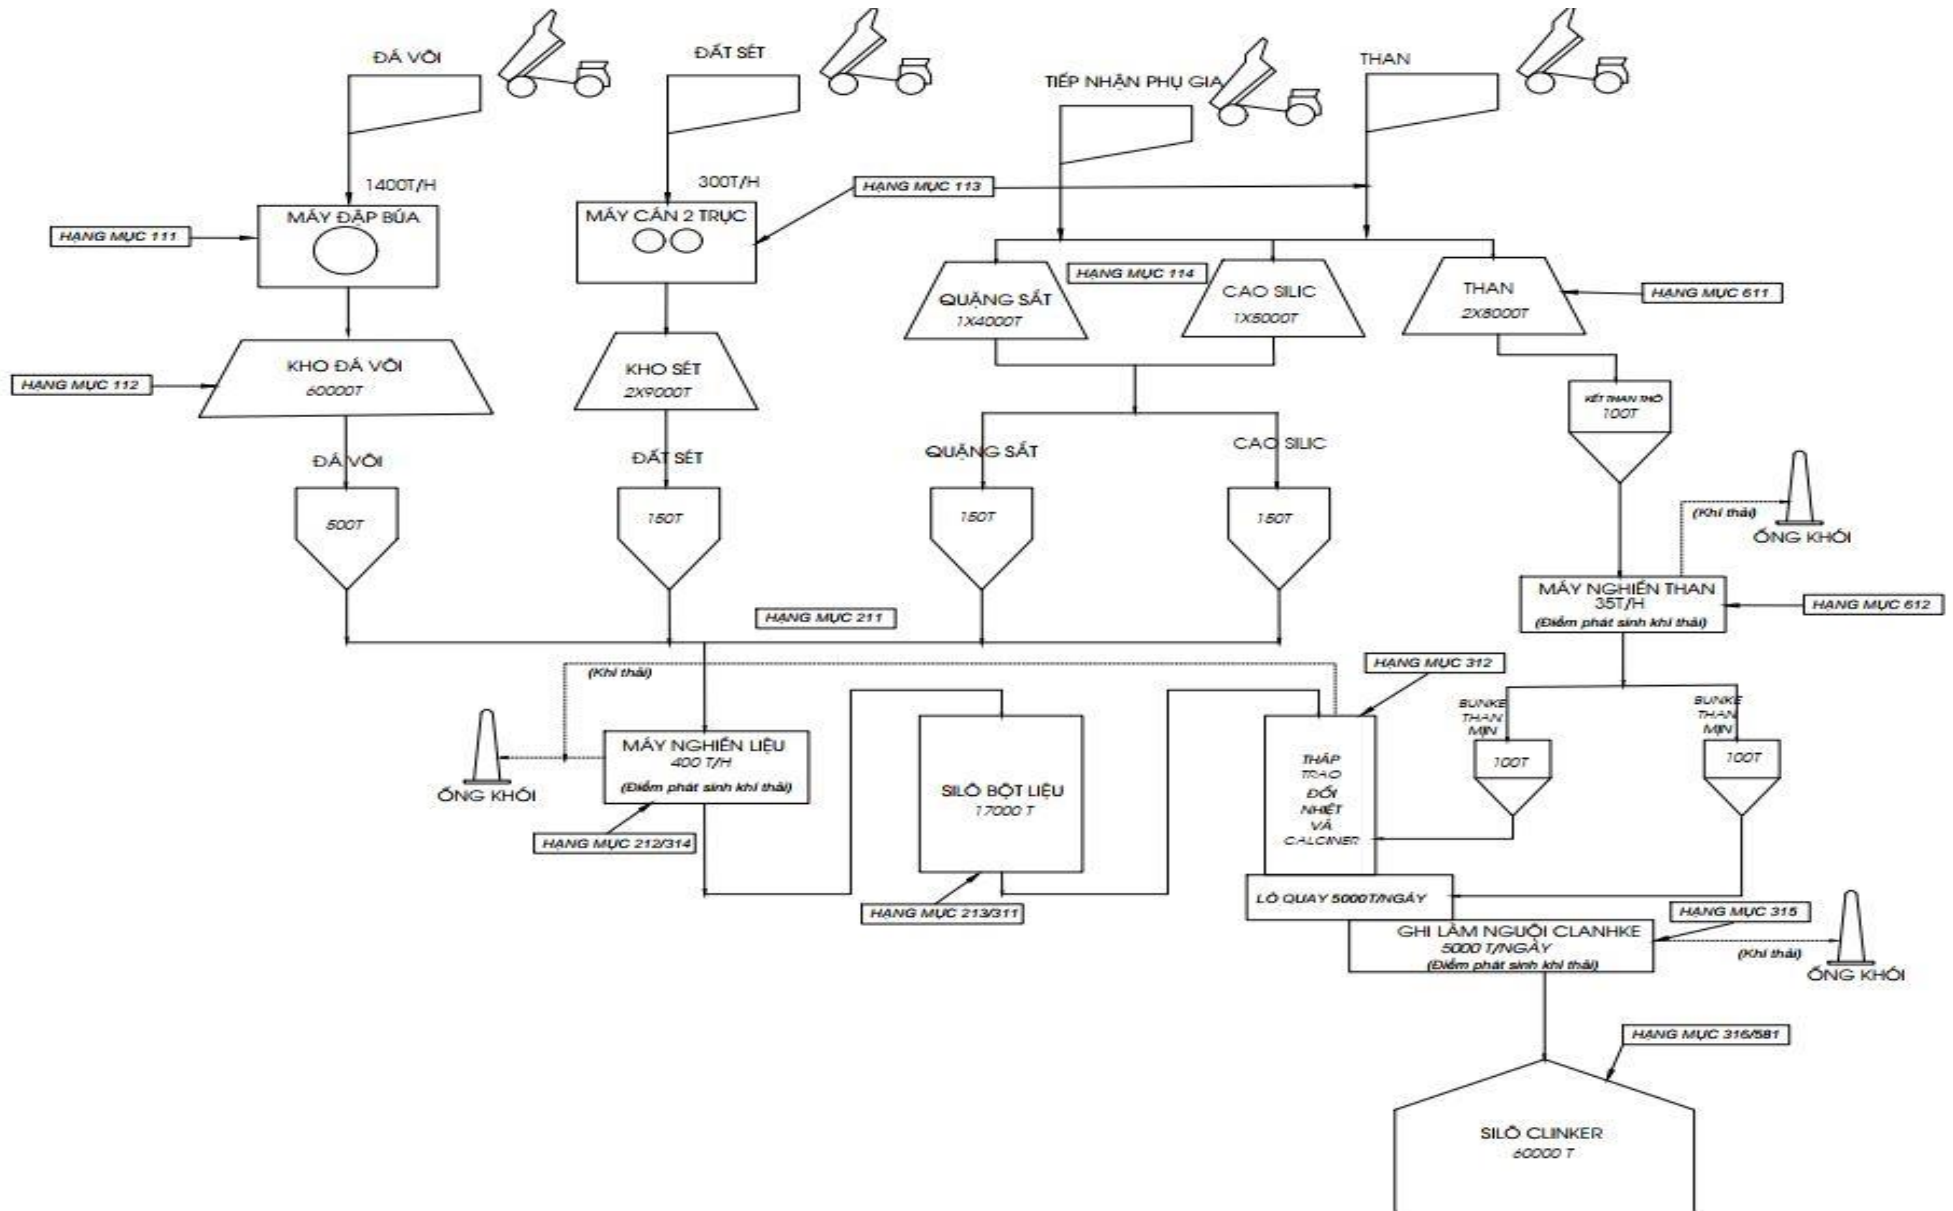 ĐÁ VÔI
ĐẤT SÉT
TIẾP NHẬN PHỤ GIA
THAN
1400T/H
300T/H
HẠNG MỤC 113
MÁY ĐẬP BÚA
MÁY CÁN 2 TRỤC
HẠNG MỤC 111
HẠNG MỤC 114
QUẶNG SẮT
1X4000T
CAO SILIC
1X5000T
THAN
2X8000T
HẠNG MỤC 611
KHO ĐÁ VÔI
60000T
HẠNG MỤC 112
KHO SÉT
2X9000T
KÉT THAN THÔ
100T
ĐÁ VÔI
ĐẤT SÉT
QUẶNG SẮT
CAO SILIC
500T
150T
150T
150T
(Khí thải)
ỐNG KHÓI
MÁY NGHIỀN THAN
35T/H
(Điểm phát sinh khí thải)
HẠNG MỤC 612
HẠNG MỤC 211
(Khí thải)
HẠNG MỤC 312
BUNKE
THAN
MỊN
100T
BUNKE
THAN
MỊN
100T
MÁY NGHIỀN LIỆU
400 T/H
(Điểm phát sinh khí thải)
ỐNG KHÓI
SILÔ BỘT LIỆU
17000 T
THÁP
TRAO
ĐỔI
NHIỆT
VÀ
CALCINER
HẠNG MỤC 212/314
HẠNG MỤC 213/311
LÒ QUAY 5000T/NGÀY
HẠNG MỤC 315
GHI LÀM NGUỘI CLANHKE
5000 T/NGÀY
(Điểm phát sinh khí thải)
(Khí thải)
ỐNG KHÓI
HẠNG MỤC 316/581
SILÔ CLINKER
60000 T